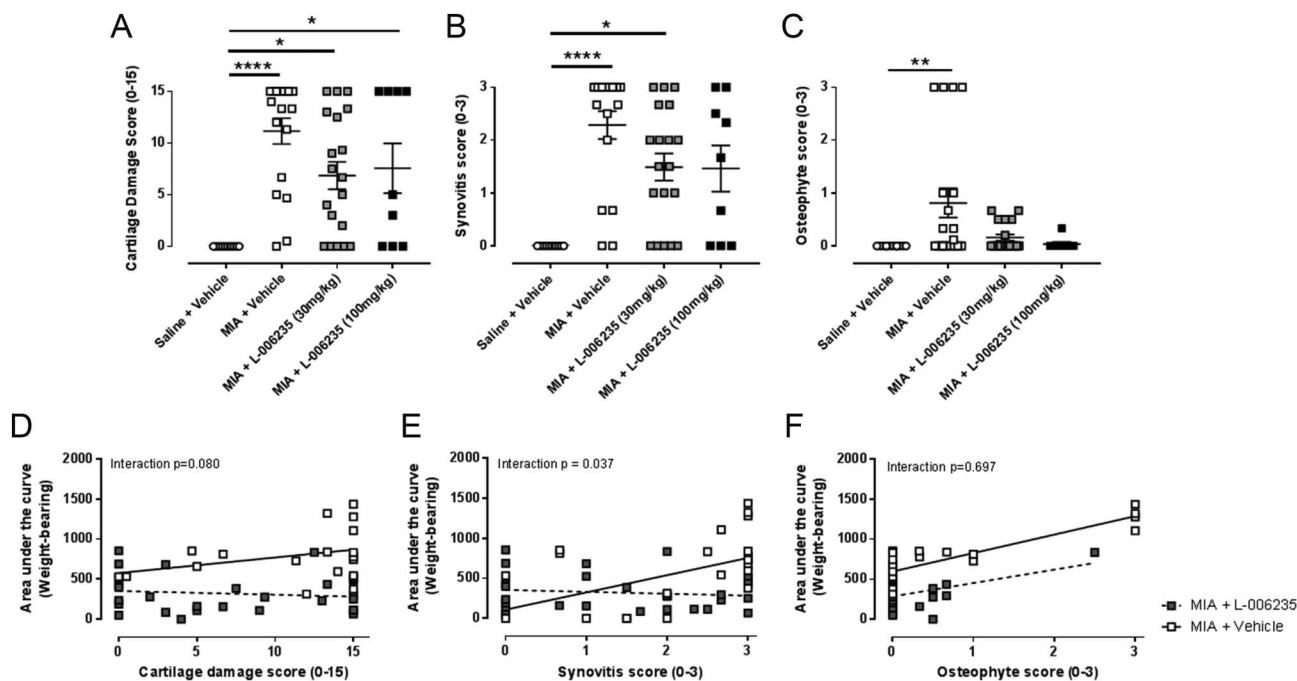 A
B
C
*
*
****
*
****
**
Cartilage Damage Score (0-15)
15
10
5
0
Saline + Vehicle
MIA + Vehicle
MIA + L-006235 (30mg/kg)
MIA + L-006235 (100mg/kg)
Synovitis score (0-3)
3
2
1
0
Saline + Vehicle
MIA + Vehicle
MIA + L-006235 (30mg/kg)
MIA + L-006235 (100mg/kg)
Osteophyte score (0-3)
3
2
1
0
Saline + Vehicle
MIA + Vehicle
MIA + L-006235 (30mg/kg)
MIA + L-006235 (100mg/kg)
D
Area under the curve
(Weight-bearing)
2000
1500
1000
500
0
Interaction p=0.080
0
5
10
15
Cartilage damage score (0-15)
E
Area under the curve
(Weight-bearing)
2000
1500
1000
500
0
Interaction p = 0.037
0
1
2
3
Synovitis score (0-3)
F
Area under the curve
(Weight-bearing)
2000
1500
1000
500
0
Interaction p=0.697
0
1
2
3
Osteophyte score (0-3)
MIA + L-006235
MIA + Vehicle